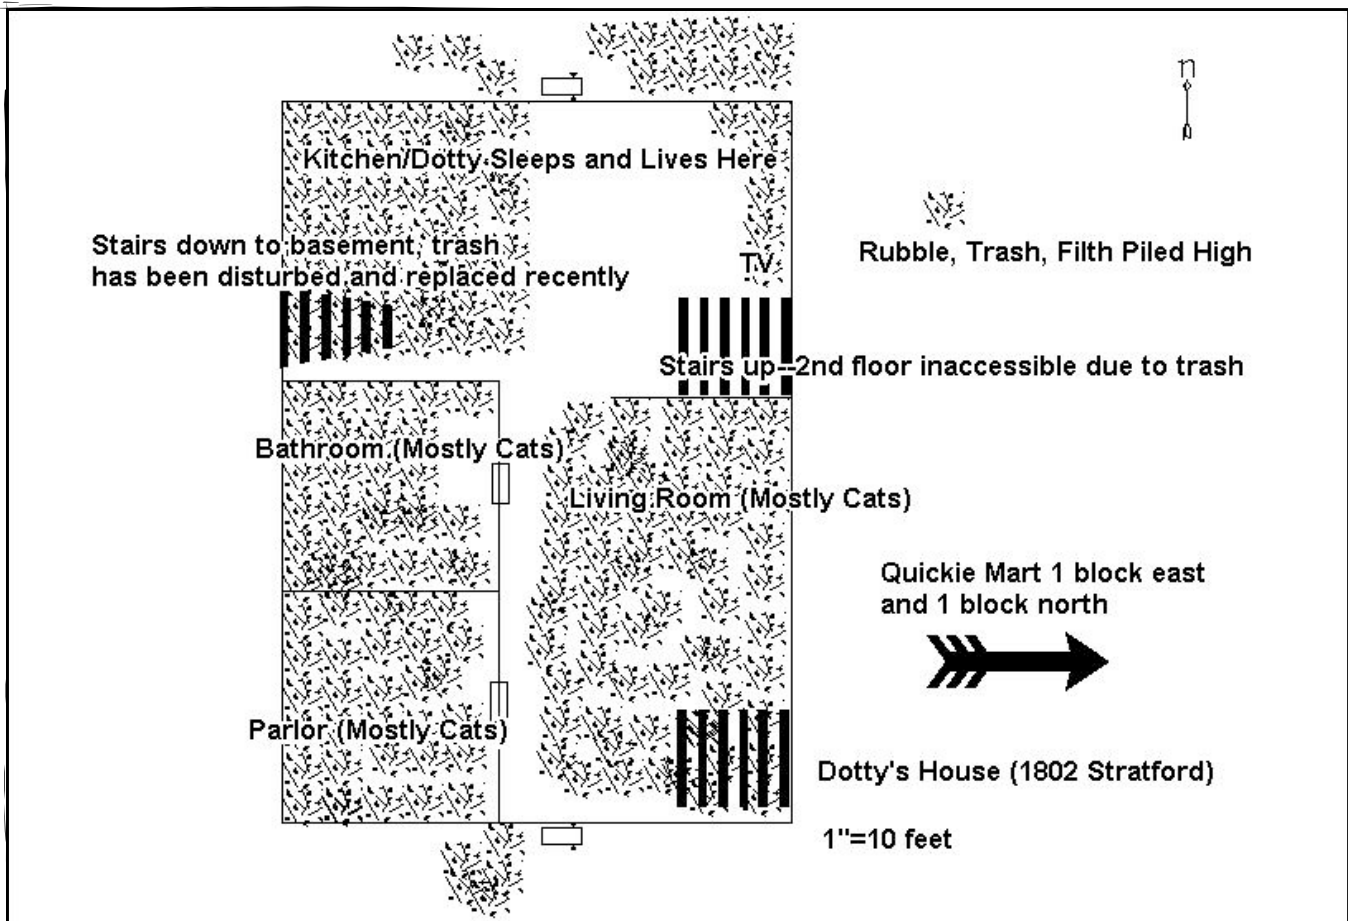 n
Kitchen/Dotty Sleeps and Lives Here
Stairs down to basement, trash
has been disturbed and replaced recently
TV
Rubble, Trash, Filth Piled High
Stairs up--2nd floor inaccessible due to trash
Bathroom (Mostly Cats)
Living Room (Mostly Cats)
Quickie Mart 1 block east
and 1 block north
Parlor (Mostly Cats)
Dotty's House (1802 Stratford)
1"=10 feet